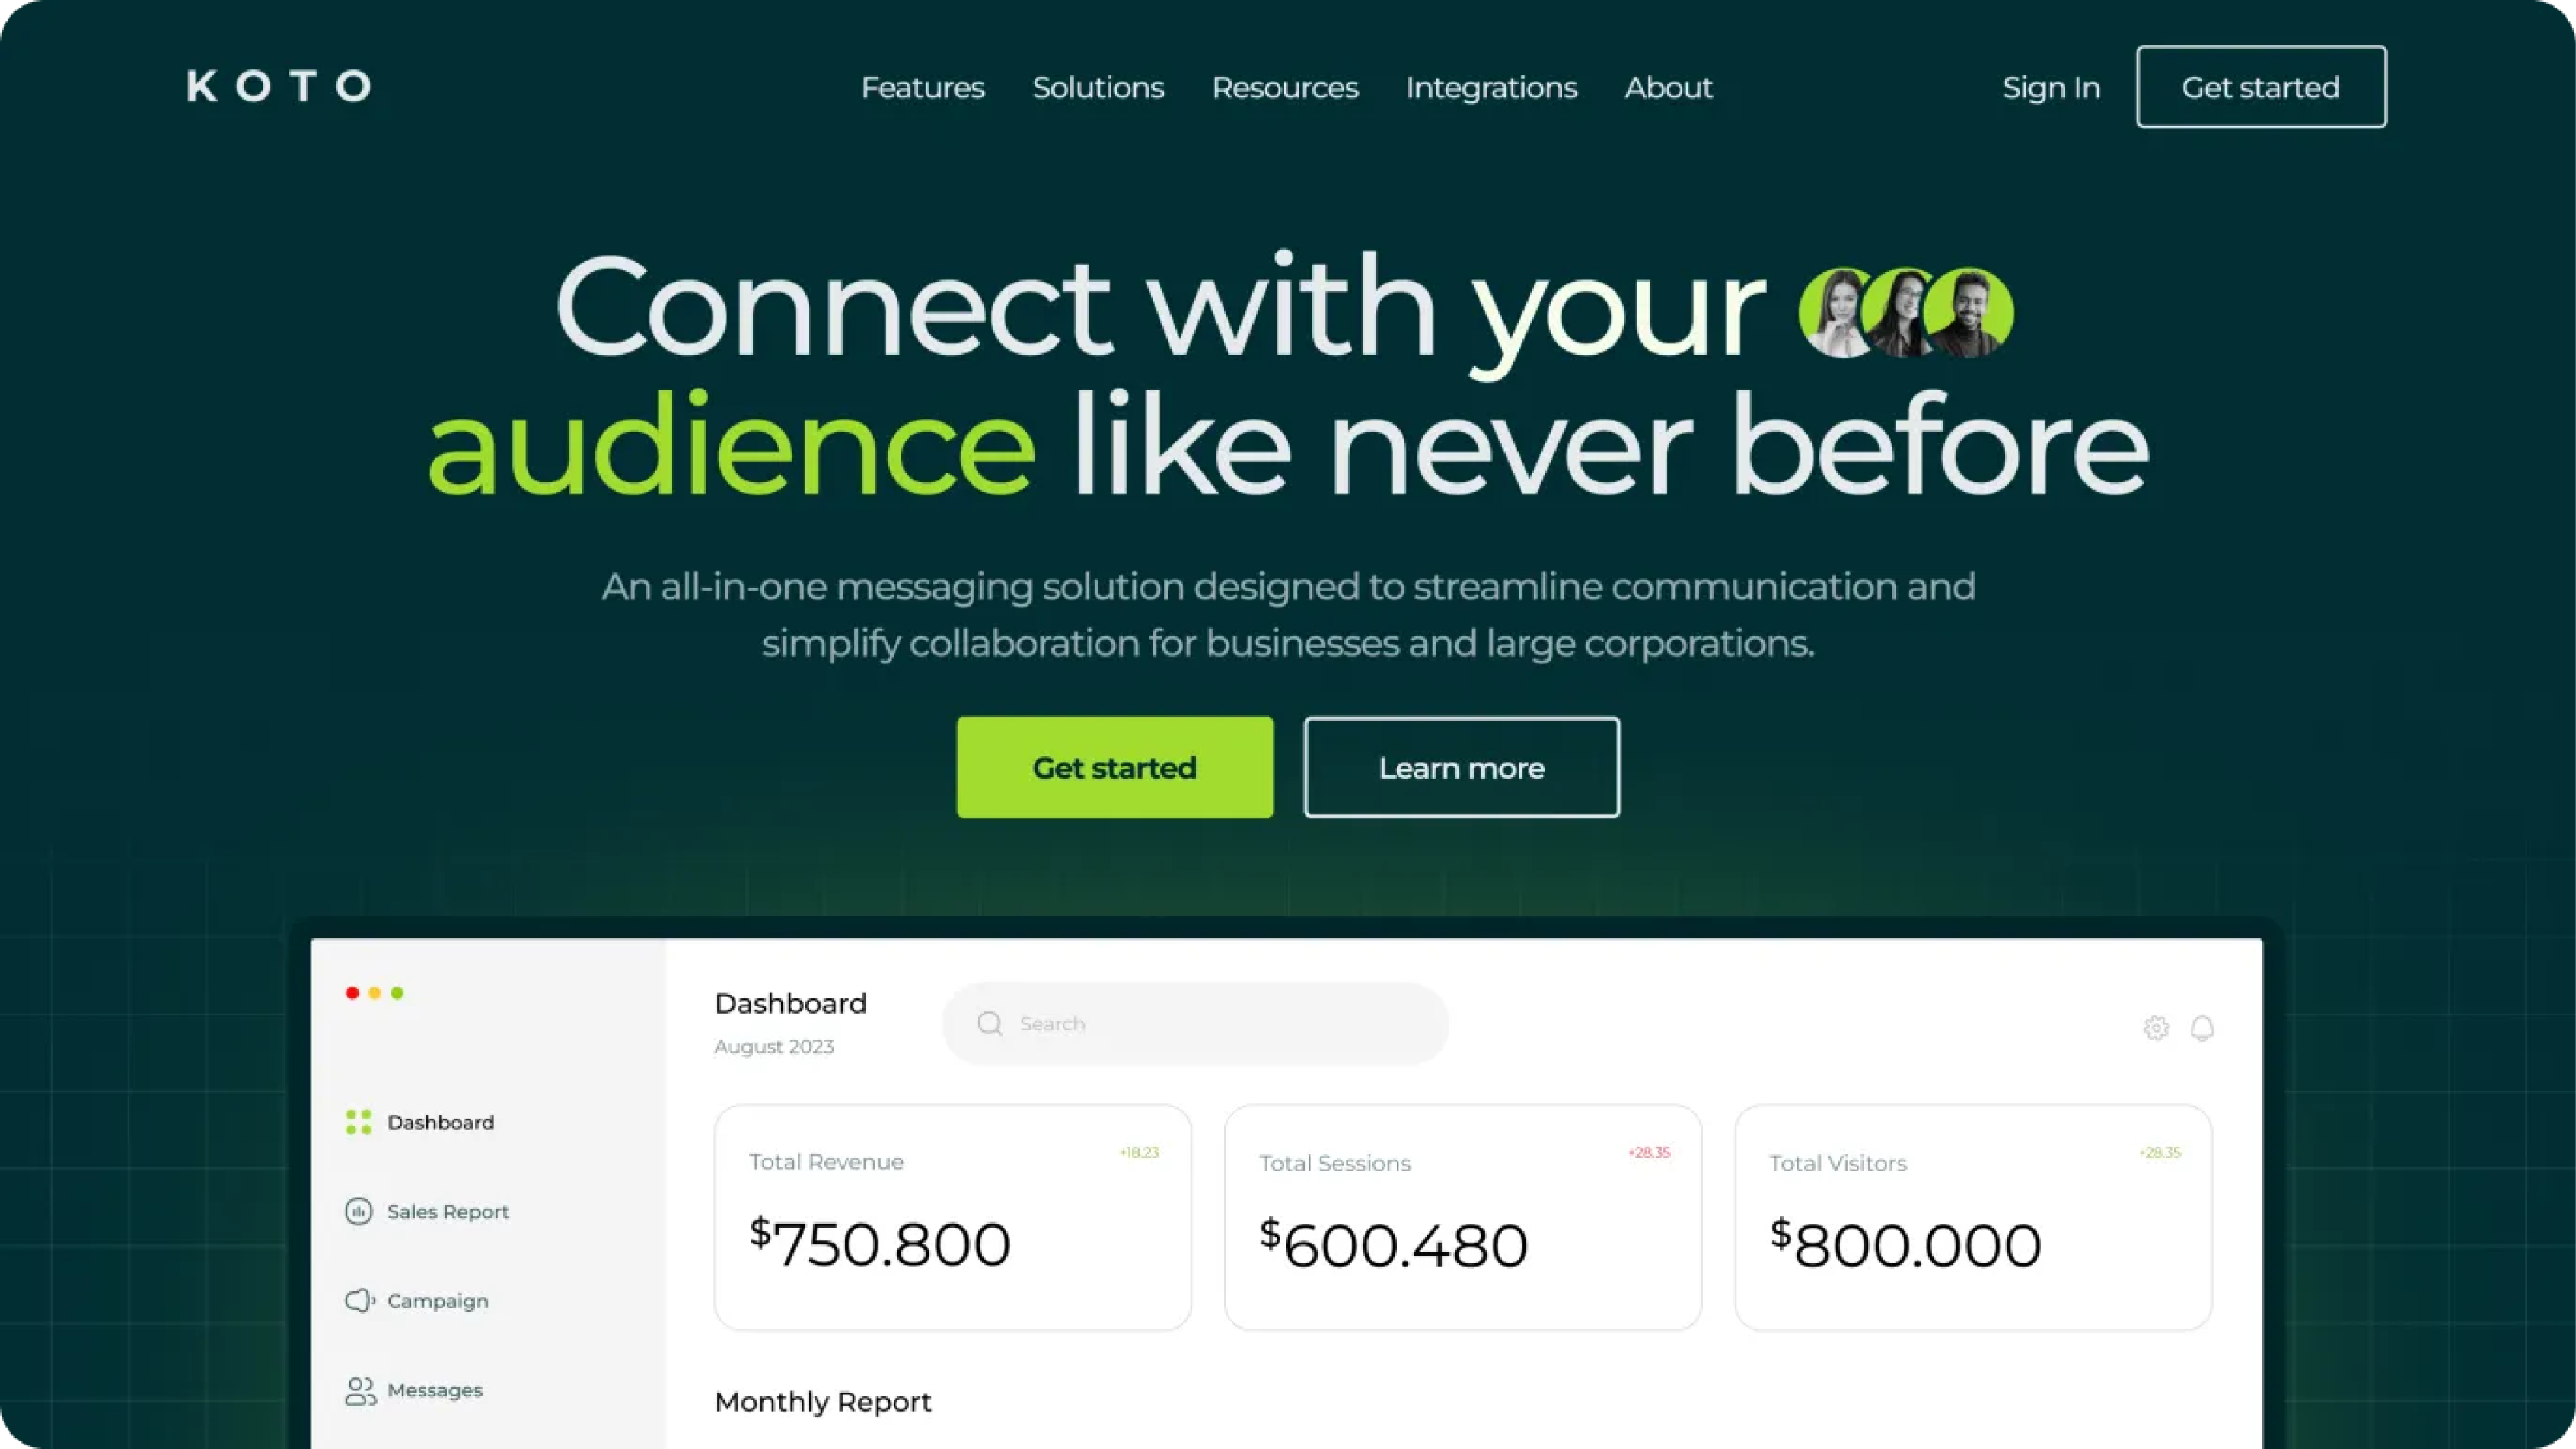 KOTO
Features Solutions Resources Integrations About
Sign In Get started
Connect with your
audience like never before
An all-in-one messaging solution designed to streamline communication and
simplify collaboration for businesses and large corporations.
Get started Learn more
Dashboard
August 2023
Search
Dashboard
Sales Report
Campaign
Messages
Total Revenue +18.23
$750.800
Total Sessions +28.35
$600.480
Total Visitors +28.35
$800.000
Monthly Report